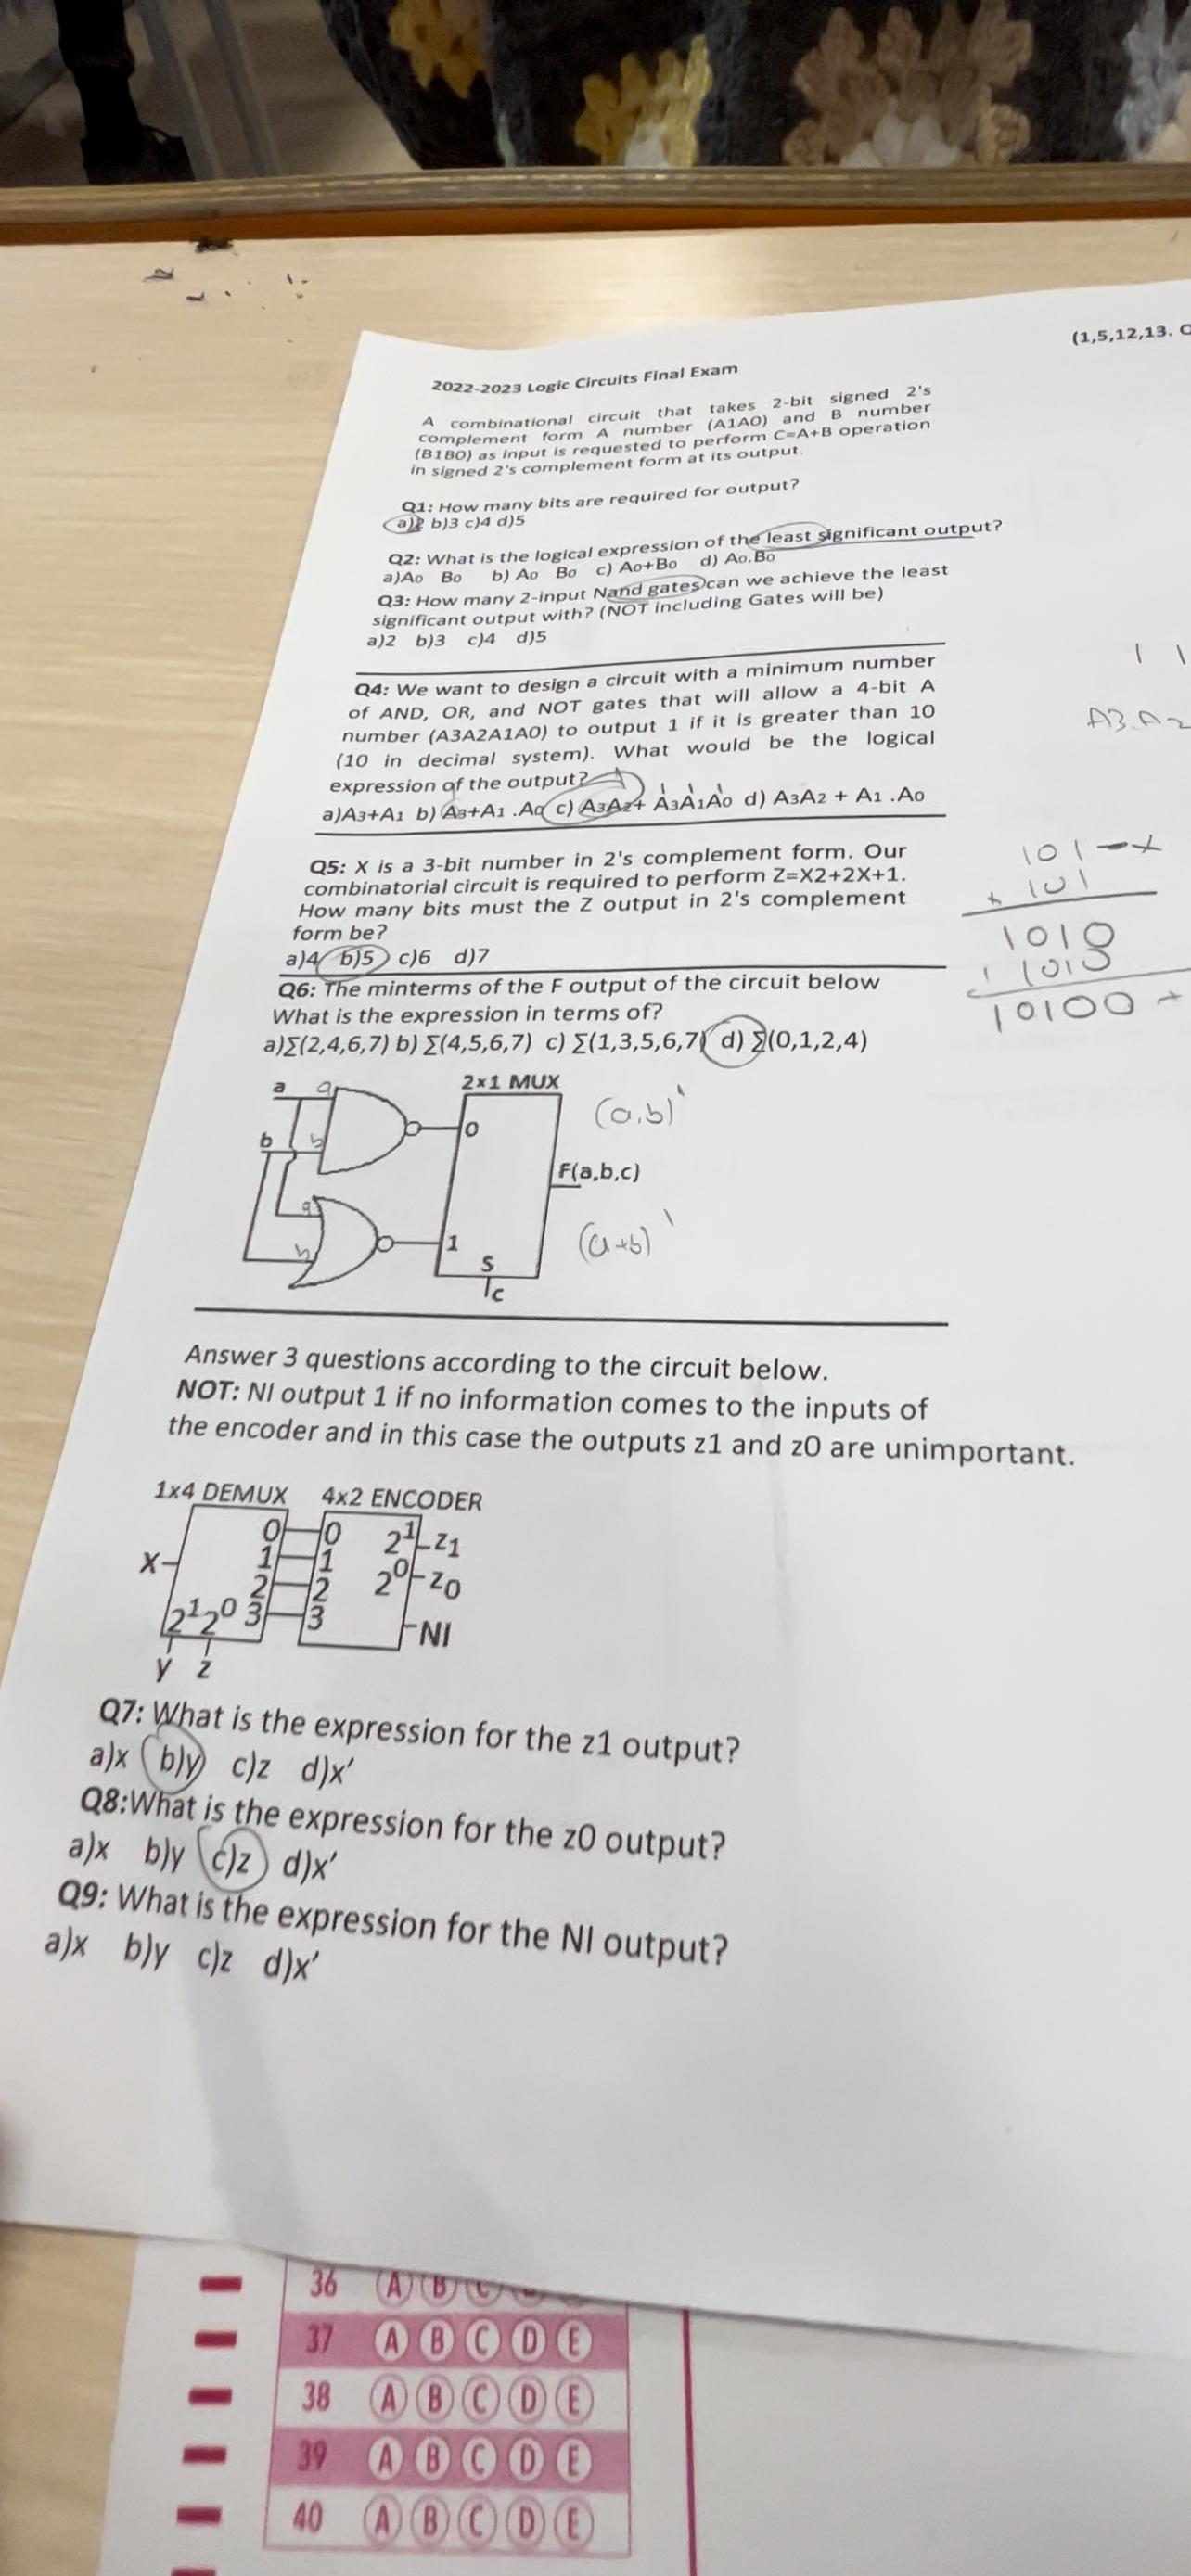 (1,5,12,13.
2022-2023 Logic Circuits Final Exam
A combinational circuit that takes 2-bit signed 2's
complement form A number (A1A0) and B number
(B1B0) as input is requested to perform C=A+B operation
in signed 2's complement form at its output.
Q1: How many bits are required for output?
a)2 b)3 c)4 d)5
Q2: What is the logical expression of the least significant output?
a)A0 B0 b) A0 B0 c) A0+B0 d) A0.B0
Q3: How many 2-input Nand gates can we achieve the least
significant output with? (NOT including Gates will be)
a)2 b)3 c)4 d)5
1 1
Q4: We want to design a circuit with a minimum number
of AND, OR, and NOT gates that will allow a 4-bit A
number (A3A2A1A0) to output 1 if it is greater than 10
(10 in decimal system). What would be the logical
expression of the output?
A3.A2
a)A3+A1 b) A3+A1 .A0 c) A3A2+ A3A1A0 d) A3A2 + A1 .A0
Q5: X is a 3-bit number in 2's complement form. Our
combinatorial circuit is required to perform Z=X2+2X+1.
How many bits must the Z output in 2's complement
form be?
a)4 b)5 c)6 d)7
101 - x
+ 101
1010
1010
10100 +
Q6: The minterms of the F output of the circuit below
What is the expression in terms of?
a)∑(2,4,6,7) b) ∑(4,5,6,7) c) ∑(1,3,5,6,7) d) ∑(0,1,2,4)
a a 2x1 MUX
(a.b)'
b b 0
F(a,b,c)
a
b 1 (a+b)'
S
c
Answer 3 questions according to the circuit below.
NOT: NI output 1 if no information comes to the inputs of
the encoder and in this case the outputs z1 and z0 are unimportant.
1x4 DEMUX 4x2 ENCODER
0 0 2¹ z1
X 1 1
2 2 2⁰ z0
2¹2⁰ 3 3 NI
y z
Q7: What is the expression for the z1 output?
a)x b)y c)z d)x'
Q8:What is the expression for the z0 output?
a)x b)y c)z d)x'
Q9: What is the expression for the NI output?
a)x b)y c)z d)x'
36 A B C
37 A B C D E
38 A B C D E
39 A B C D E
40 A B C D E